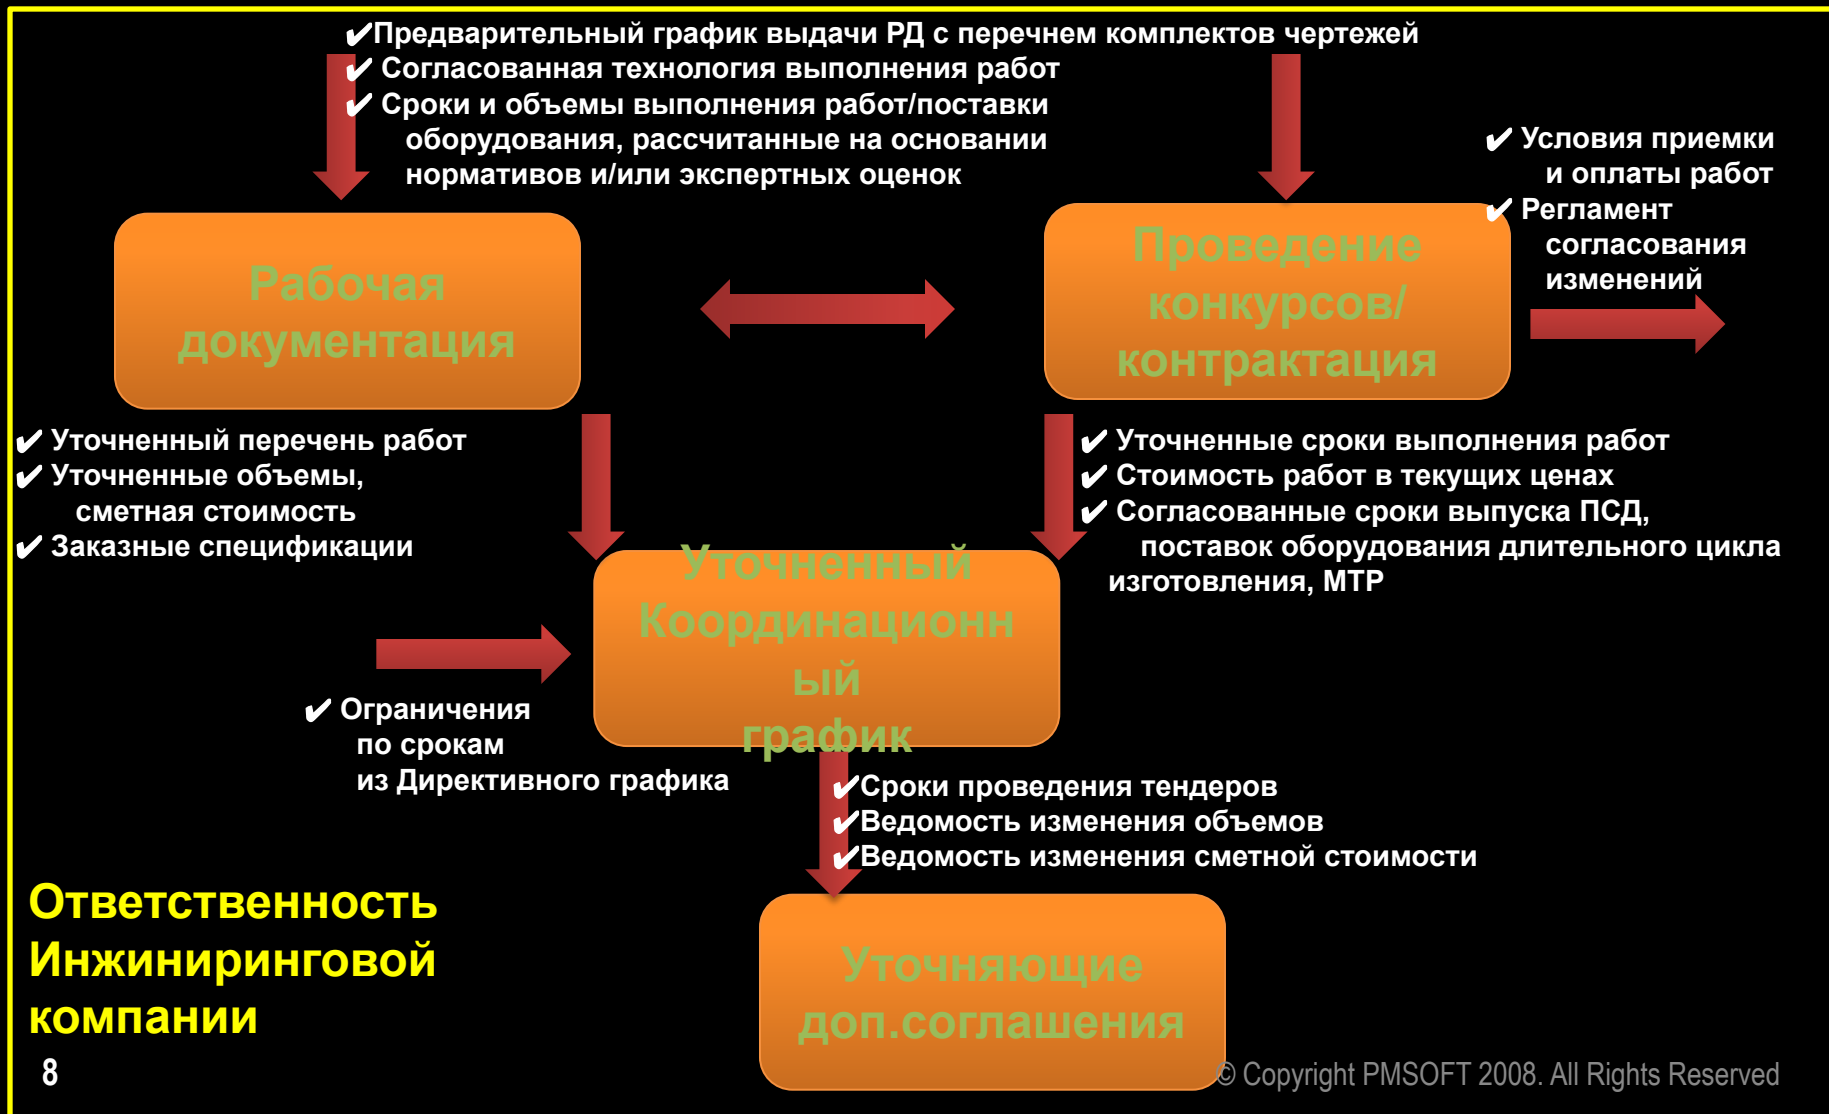 ✔Предварительный график выдачи РД с перечнем комплектов чертежей
✔ Согласованная технология выполнения работ
✔ Сроки и объемы выполнения работ/поставки
оборудования, рассчитанные на основании
нормативов и/или экспертных оценок
✔ Условия приемки
и оплаты работ
✔ Регламент
согласования
изменений
Рабочая
документация
Проведение
конкурсов/
контрактация
✔ Уточненный перечень работ
✔ Уточненные объемы,
сметная стоимость
✔ Заказные спецификации
✔ Уточненные сроки выполнения работ
✔ Стоимость работ в текущих ценах
✔ Согласованные сроки выпуска ПСД,
поставок оборудования длительного цикла
изготовления, МТР
Уточненный
Координационн
ый
график
✔ Ограничения
по срокам
из Директивного графика
✔Сроки проведения тендеров
✔Ведомость изменения объемов
✔Ведомость изменения сметной стоимости
Ответственность
Инжиниринговой
компании
Уточняющие
доп.соглашения
8
© Copyright PMSOFT 2008. All Rights Reserved